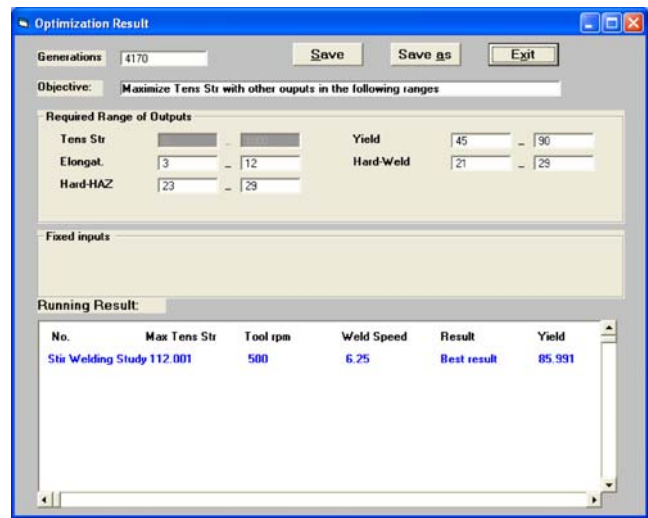 Optimization Result
Generations 4170 Save Save as Exit
Objective: Maximize Tens Str with other ouputs in the following ranges
Required Range of Outputs
Tens Str _ Yield 45 _ 90
Elongat. 3 _ 12 Hard-Weld 21 _ 29
Hard-HAZ 23 _ 29
Fixed inputs
Running Result:
No. Max Tens Str Tool rpm Weld Speed Result Yield
Stir Welding Study 112.001 500 6.25 Best result 85.991